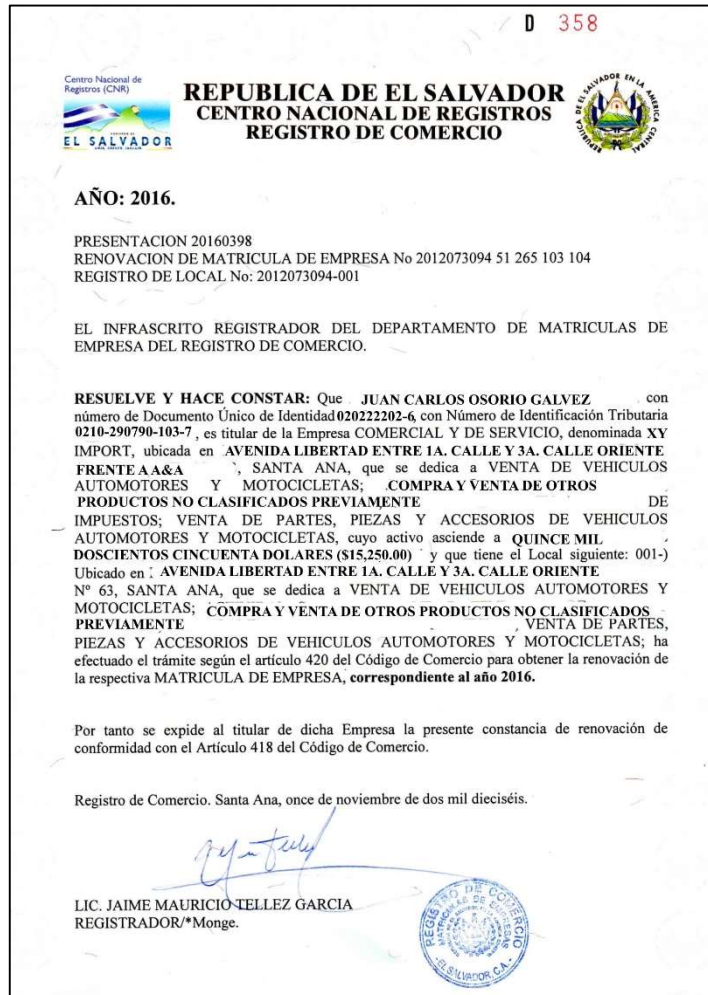 D 358
Centro Nacional de
Registros (CNR)
EL SALVADOR
REPUBLICA DE EL SALVADOR
CENTRO NACIONAL DE REGISTROS
REGISTRO DE COMERCIO
REPUBLICA DE EL SALVADOR EN LA AMERICA CENTRAL
AÑO: 2016.
PRESENTACION 20160398
RENOVACION DE MATRICULA DE EMPRESA No 2012073094 51 265 103 104
REGISTRO DE LOCAL No: 2012073094-001
EL INFRASCRITO REGISTRADOR DEL DEPARTAMENTO DE MATRICULAS DE
EMPRESA DEL REGISTRO DE COMERCIO.
RESUELVE Y HACE CONSTAR: Que JUAN CARLOS OSORIO GALVEZ con
número de Documento Único de Identidad 020222202-6, con Número de Identificación Tributaria
0210-290790-103-7 , es titular de la Empresa COMERCIAL Y DE SERVICIO, denominada XY
IMPORT, ubicada en AVENIDA LIBERTAD ENTRE 1A. CALLE Y 3A. CALLE ORIENTE
FRENTE A A&A , SANTA ANA, que se dedica a VENTA DE VEHICULOS
AUTOMOTORES Y MOTOCICLETAS; COMPRA Y VENTA DE OTROS
PRODUCTOS NO CLASIFICADOS PREVIAMENTE DE
IMPUESTOS; VENTA DE PARTES, PIEZAS Y ACCESORIOS DE VEHICULOS
AUTOMOTORES Y MOTOCICLETAS, cuyo activo asciende a QUINCE MIL
DOSCIENTOS CINCUENTA DOLARES ($15,250.00) y que tiene el Local siguiente: 001-)
Ubicado en : AVENIDA LIBERTAD ENTRE 1A. CALLE Y 3A. CALLE ORIENTE
Nº 63, SANTA ANA, que se dedica a VENTA DE VEHICULOS AUTOMOTORES Y
MOTOCICLETAS; COMPRA Y VENTA DE OTROS PRODUCTOS NO CLASIFICADOS
PREVIAMENTE , VENTA DE PARTES,
PIEZAS Y ACCESORIOS DE VEHICULOS AUTOMOTORES Y MOTOCICLETAS; ha
efectuado el trámite según el artículo 420 del Código de Comercio para obtener la renovación de
la respectiva MATRICULA DE EMPRESA, correspondiente al año 2016.
Por tanto se expide al titular de dicha Empresa la presente constancia de renovación de
conformidad con el Artículo 418 del Código de Comercio.
Registro de Comercio. Santa Ana, once de noviembre de dos mil dieciséis.
LIC. JAIME MAURICIO TELLEZ GARCIA
REGISTRADOR/*Monge.
REGISTRO DE COMERCIO
MATRICULAS DE EMPRESAS
EL SALVADOR, C.A.